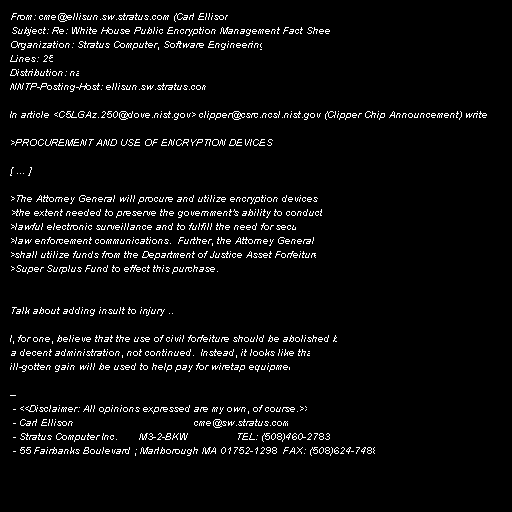 From: cme@ellisun.sw.stratus.com (Carl Ellison
Subject: Re: White House Public Encryption Management Fact Shee
Organization: Stratus Computer, Software Engineering
Lines: 25
Distribution: na
NNTP-Posting-Host: ellisun.sw.stratus.com
In article <C5LGAz.250@dove.nist.gov> clipper@csrc.ncsl.nist.gov (Clipper Chip Announcement) write
>PROCUREMENT AND USE OF ENCRYPTION DEVICES
[ ... ]
>The Attorney General will procure and utilize encryption devices
>the extent needed to preserve the government's ability to conduct
>lawful electronic surveillance and to fulfill the need for secu
>law enforcement communications.  Further, the Attorney General
>shall utilize funds from the Department of Justice Asset Forfeiture
>Super Surplus Fund to effect this purchase.
Talk about adding insult to injury ..
I, for one, believe that the use of civil forfeiture should be abolished b
a decent administration, not continued.  Instead, it looks like tha
ill-gotten gain will be used to help pay for wiretap equipmen
--
- <<Disclaimer: All opinions expressed are my own, of course.>>
- Carl Ellison cme@sw.stratus.com
- Stratus Computer Inc. M3-2-BKW TEL: (508)460-2783
- 55 Fairbanks Boulevard ; Marlborough MA 01752-1298  FAX: (508)624-7488